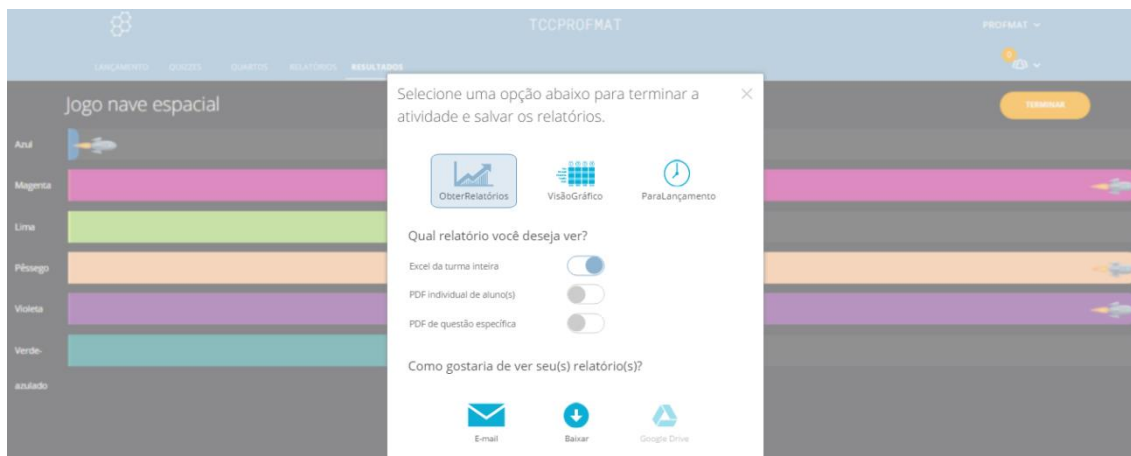 TCCPROFMAT
PROFMAT
0
LANÇAMENTO QUIZZES QUARTOS RELATÓRIOS RESULTADOS
Jogo nave espacial
TERMINAR
Selecione uma opção abaixo para terminar a
atividade e salvar os relatórios.
ObterRelatórios VisãoGráfico ParaLançamento
Qual relatório você deseja ver?
Excel da turma inteira
PDF individual de aluno(s)
PDF de questão específica
Como gostaria de ver seu(s) relatório(s)?
E-mail Baixar Google Drive
Azul
Magenta
Lima
Pêssego
Violeta
Verde-
azulado